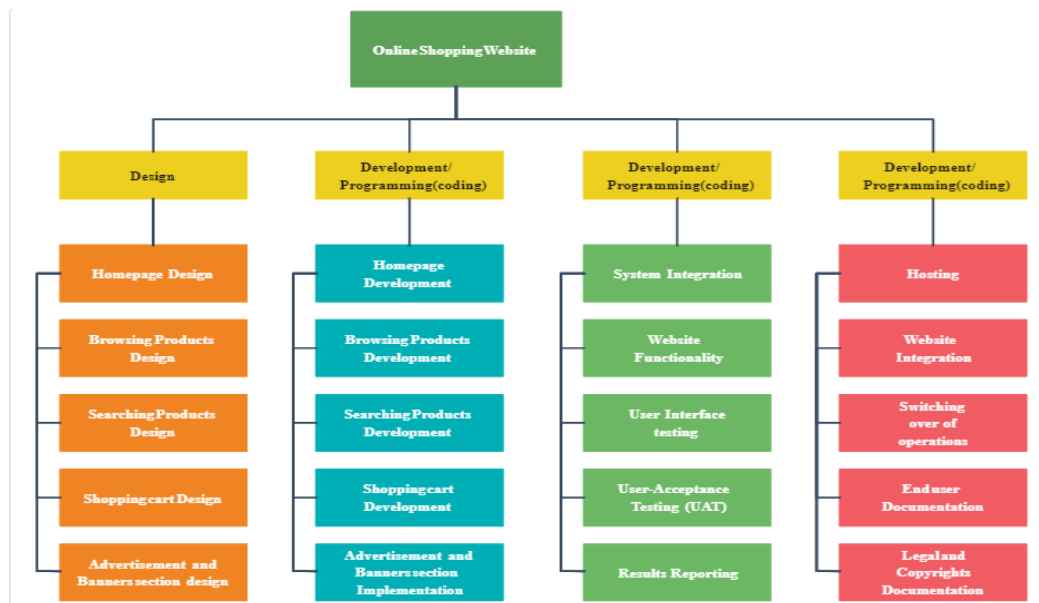 Online Shopping Website
Design
Development/
Programming(coding)
Development/
Programming(coding)
Development/
Programming(coding)
Homepage Design
Browsing Products
Design
Searching Products
Design
Shopping cart Design
Advertisement and
Banners section design
Homepage
Development
Browsing Products
Development
Searching Products
Development
Shopping cart
Development
Advertisement and
Banners section
Implementation
System Integration
Website
Functionality
User Interface
testing
User-Acceptance
Testing (UAT)
Results Reporting
Hosting
Website
Integration
Switching
over of
operations
End user
Documentation
Legal and
Copyrights
Documentation